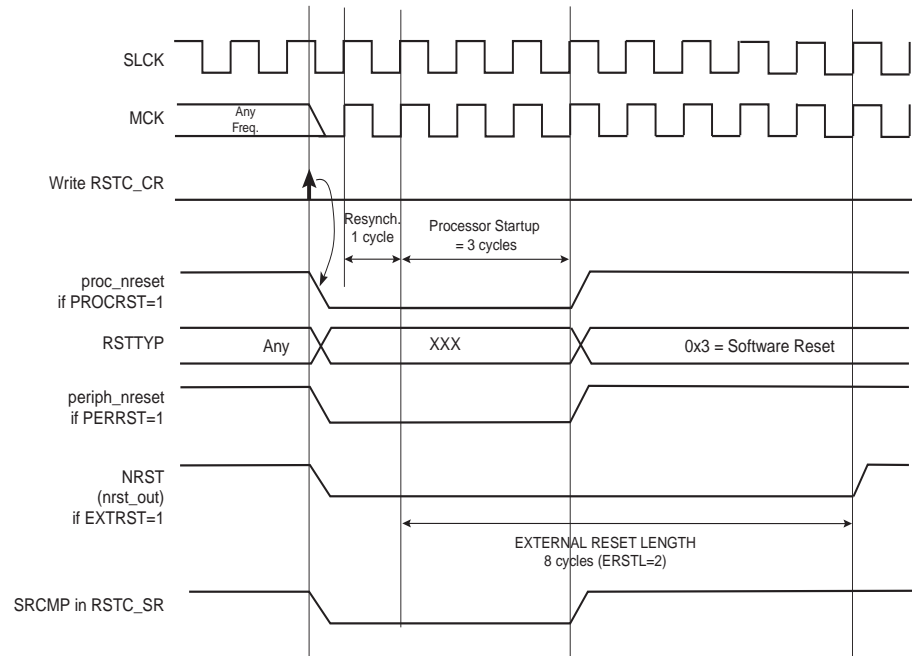 SLCK
MCK
Any
Freq.
Write RSTC_CR
Resynch.
1 cycle
Processor Startup
= 3 cycles
proc_nreset
if PROCRST=1
RSTTYP
Any
XXX
0x3 = Software Reset
periph_nreset
if PERRST=1
NRST
(nrst_out)
if EXTRST=1
EXTERNAL RESET LENGTH
8 cycles (ERSTL=2)
SRCMP in RSTC_SR